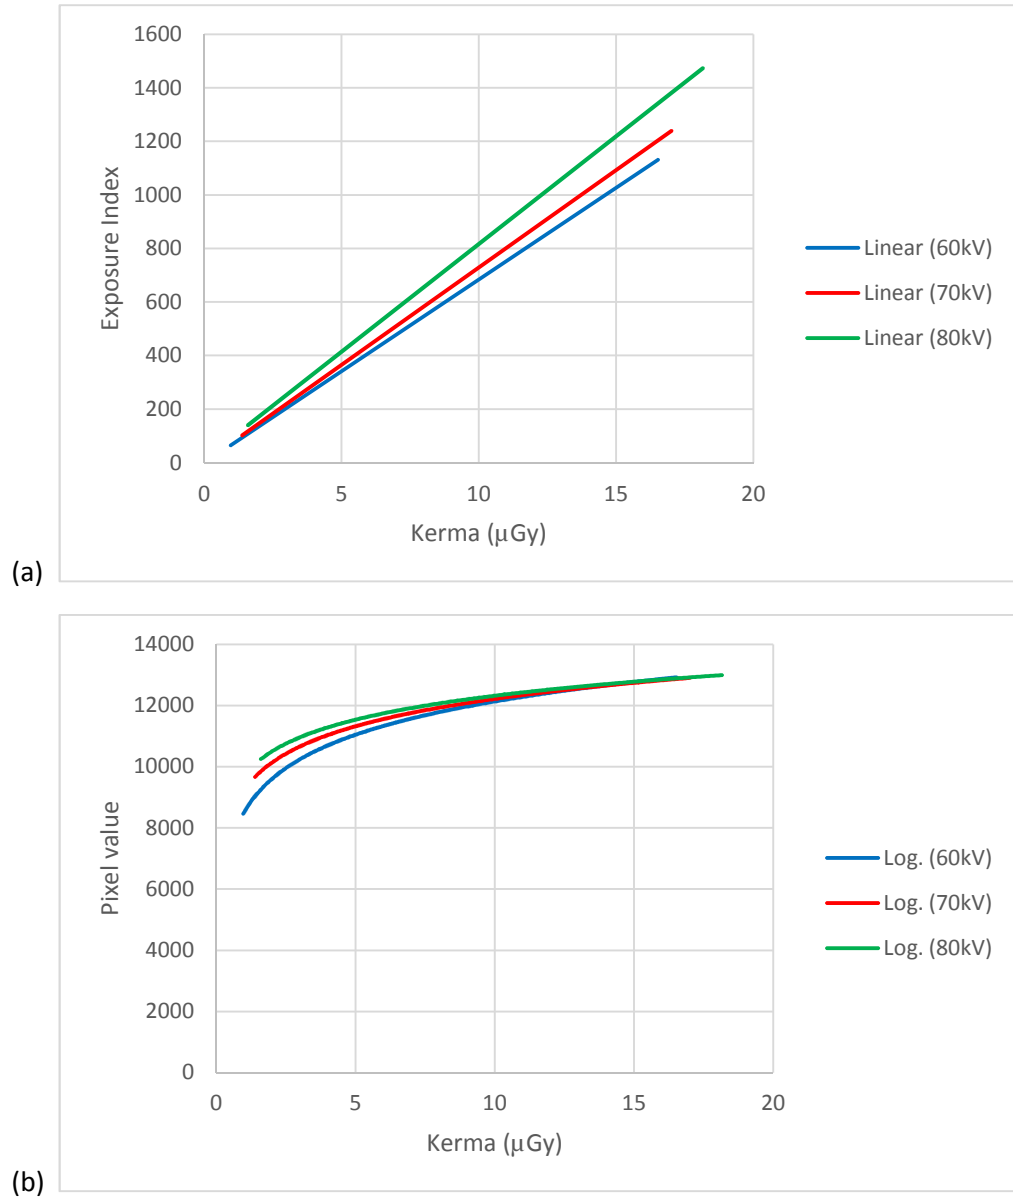 1600
1400
1200
1000
800
600
400
200
0
Exposure Index
0 5 10 15 20
Kerma (μGy)
Linear (60kV)
Linear (70kV)
Linear (80kV)
(a)
14000
12000
10000
8000
6000
4000
2000
0
Pixel value
0 5 10 15 20
Kerma (μGy)
Log. (60kV)
Log. (70kV)
Log. (80kV)
(b)